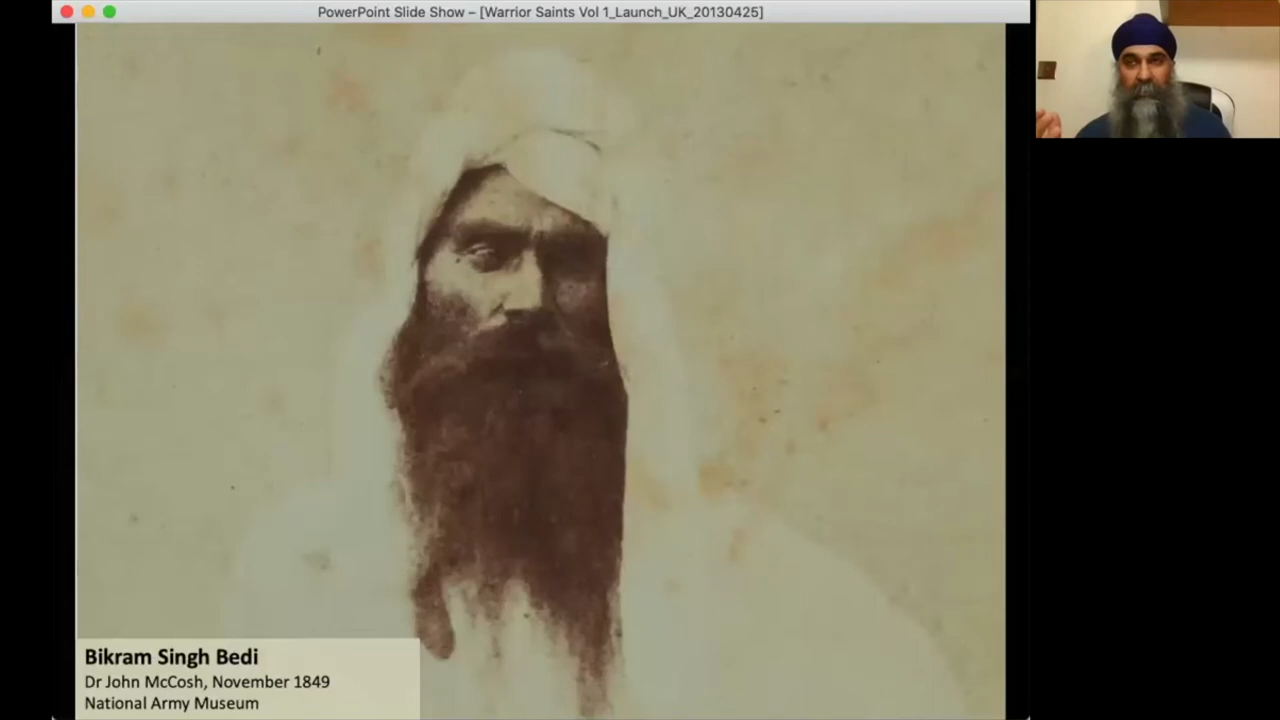 PowerPoint Slide Show – [Warrior Saints Vol 1_Launch_UK_20130425]
Bikram Singh Bedi
Dr John McCosh, November 1849
National Army Museum